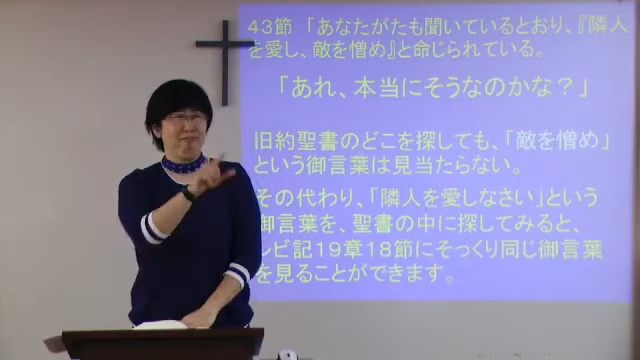 43節 「あなたがたも聞いているとおり、『隣人
を愛し、敵を憎め』と命じられている。
「あれ、本当にそうなのかな？」
旧約聖書のどこを探しても、「敵を憎め」
という御言葉は見当たらない。
その代わり、「隣人を愛しなさい」という
御言葉を、聖書の中に探してみると、
レビ記19章18節にそっくり同じ御言葉
を見ることができます。